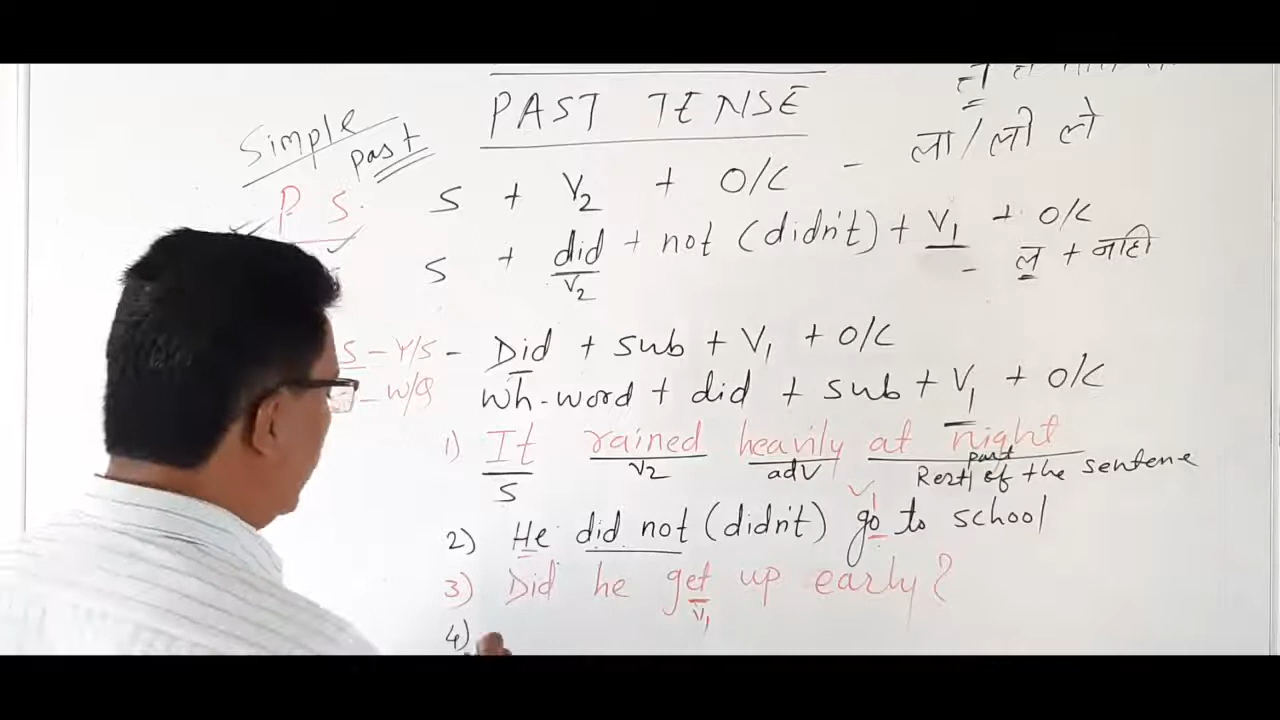 PAST TENSE
Simple past
ला/ली ले
P. S.
S + V2 + O/C -
S + did + not (didn't) + V1 + O/C
V2
- ल + नाही
S - Y/S - Did + sub + V1 + O/C
- W/Q Wh-word + did + sub + V1 + O/C
1) It rained heavily at night
S V2 adv Rest part of the sentence
V1
2) He did not (didn't) go to school
3) Did he get up early?
V1
4)